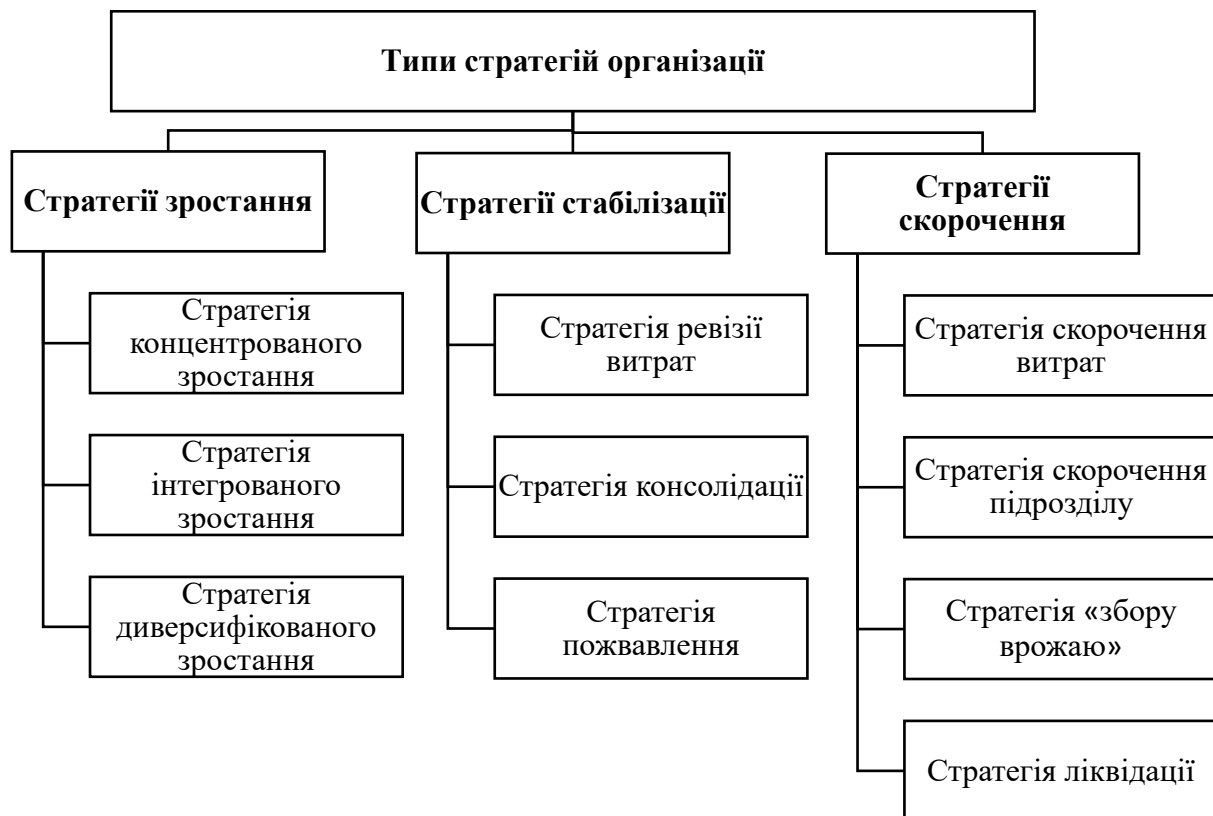 Типи стратегій організації
Стратегії зростання
Стратегія
концентрованого
зростання
Стратегія
інтегрованого
зростання
Стратегія
диверсифікованого
зростання
Стратегії стабілізації
Стратегія ревізії
витрат
Стратегія консолідації
Стратегія
пожвавлення
Стратегії
скорочення
Стратегія скорочення
витрат
Стратегія скорочення
підрозділу
Стратегія «збору
врожаю»
Стратегія ліквідації